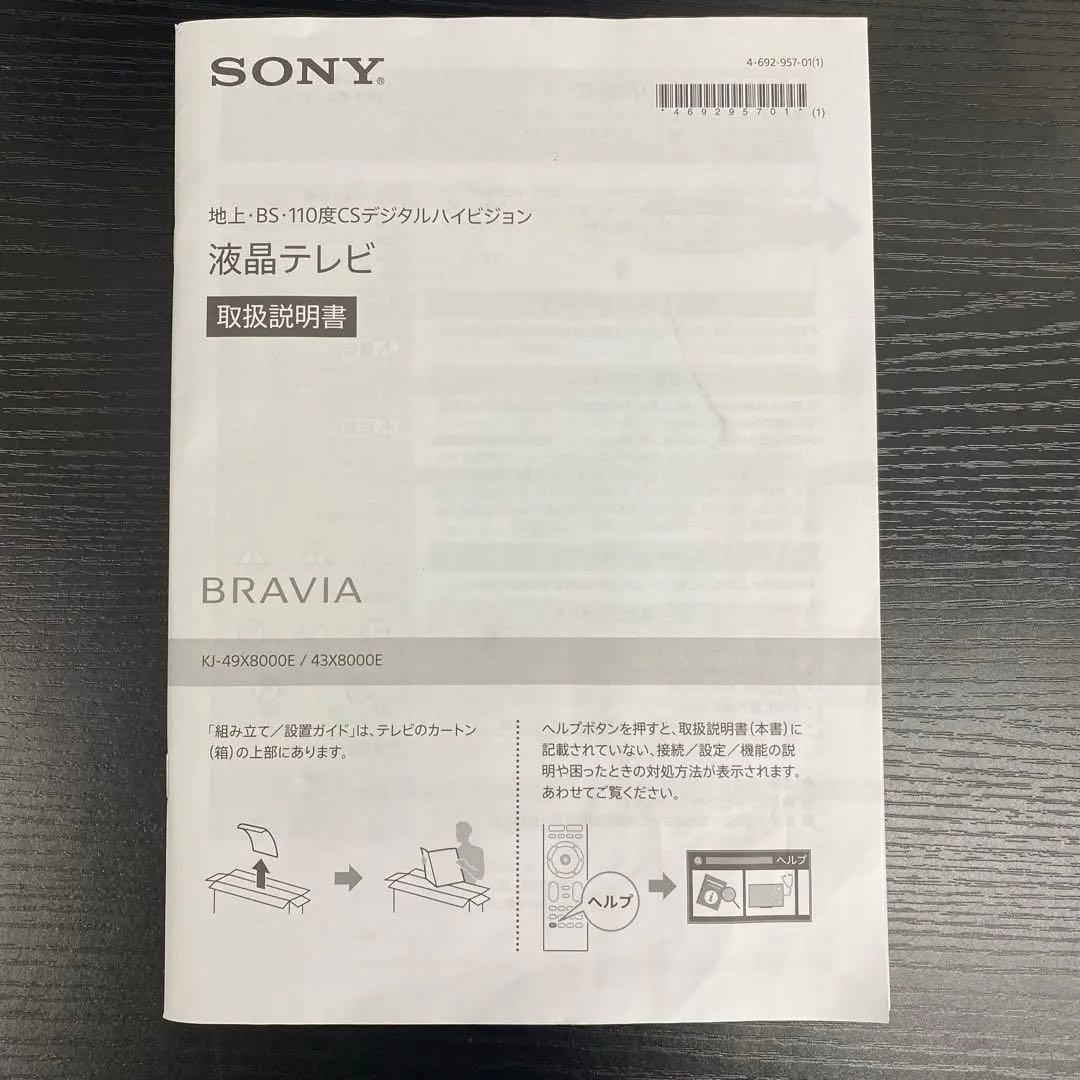 SONY®
4-692-957-01(1)
*469295701* (1)
地上・BS・110度CSデジタルハイビジョン
液晶テレビ
取扱説明書
BRAVIA
KJ-49X8000E / 43X8000E
「組み立て／設置ガイド」は、テレビのカートン
（箱）の上部にあります。
ヘルプボタンを押すと、取扱説明書（本書）に
記載されていない、接続／設定／機能の説
明や困ったときの対処方法が表示されます。
あわせてご覧ください。
ヘルプ
ヘルプ